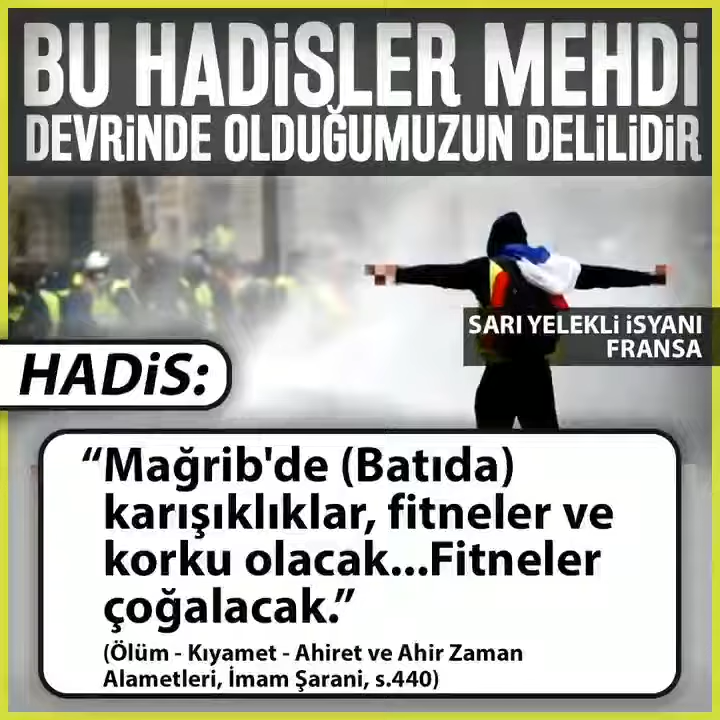 BU HADİSLER MEHDİ
DEVRİNDE OLDUĞUMUZUN DELİLİDİR
SARI YELEKLİ İSYANI
FRANSA
HADİS:
“Mağrib'de (Batıda)
karışıklıklar, fitneler ve
korku olacak...Fitneler
çoğalacak.”
(Ölüm - Kıyamet - Ahiret ve Ahir Zaman
Alametleri, İmam Şarani, s.440)